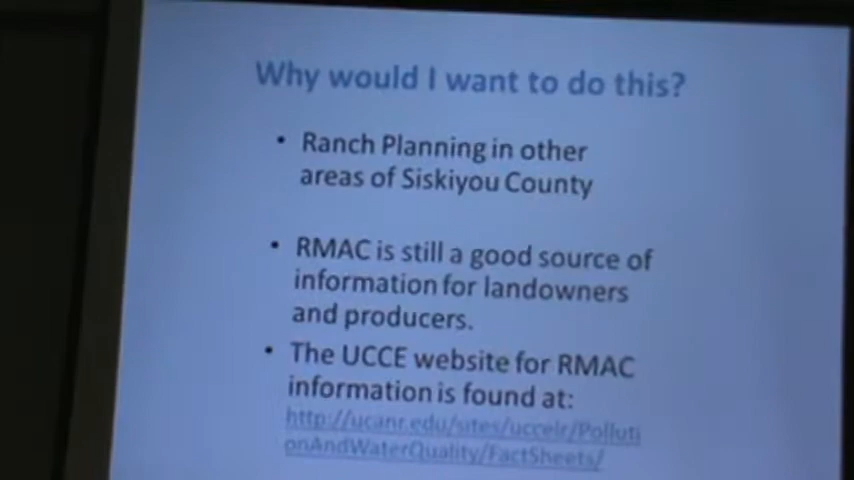 Why would I want to do this?
• Ranch Planning in other
areas of Siskiyou County
• RMAC is still a good source of
information for landowners
and producers.
• The UCCE website for RMAC
information is found at:
http://ucanr.edu/sites/uccelr/Polluti
onAndWaterQuality/FactSheets/